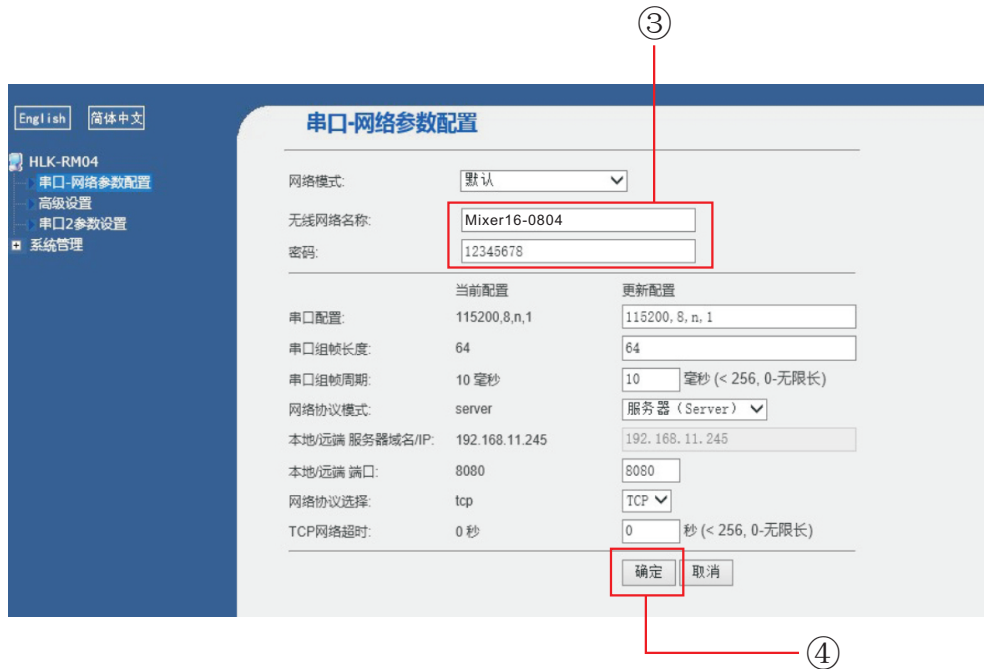 ③
English 简体中文
串口-网络参数配置
HLK-RM04
串口-网络参数配置
高级设置
串口2参数设置
系统管理
网络模式: 默认
无线网络名称: Mixer16-0804
密码: 12345678
当前配置 更新配置
串口配置: 115200,8,n,1 115200,8,n,1
串口组帧长度: 64 64
串口组帧周期: 10 毫秒 10 毫秒 (< 256, 0-无限长)
网络协议模式: server 服务器（Server）
本地/远端 服务器域名/IP: 192.168.11.245 192.168.11.245
本地/远端 端口: 8080 8080
网络协议选择: tcp TCP
TCP网络超时: 0 秒 0 秒 (< 256, 0-无限长)
确定 取消
④